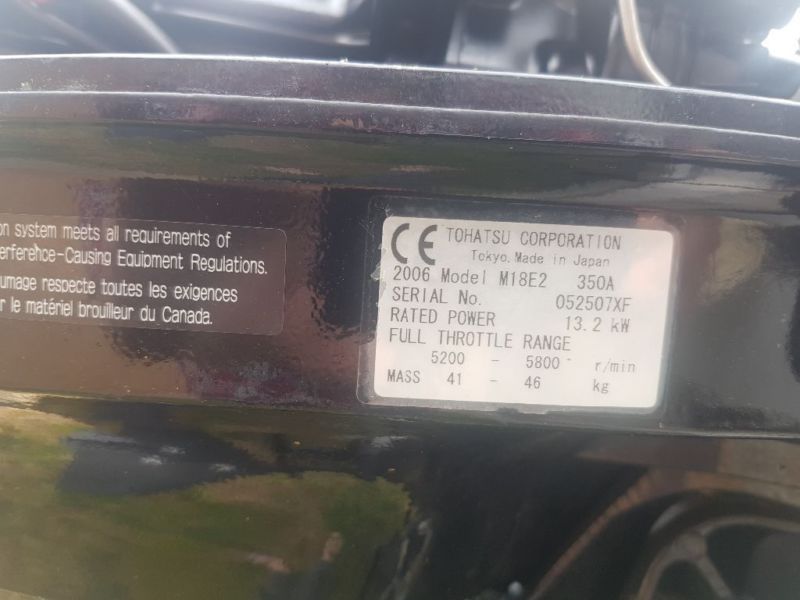 on system meets all requirements of
erference-Causing Equipment Regulations.
umage respecte toutes les exigences
r le matériel brouilleur du Canada.
CE TOHATSU CORPORATION
Tokyo. Made in Japan
2006 Model M18E2 350A
SERIAL No. 052507XF
RATED POWER 13.2 kW
FULL THROTTLE RANGE
5200 - 5800 r/min
MASS 41 - 46 kg